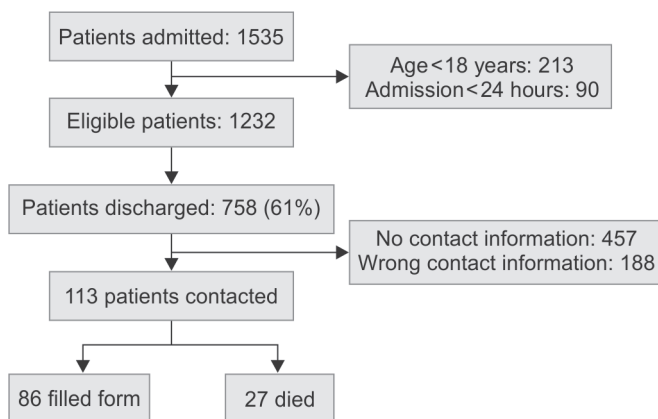 Patients admitted: 1535
Age<18 years: 213
Admission<24 hours: 90
Eligible patients: 1232
Patients discharged: 758 (61%)
No contact information: 457
Wrong contact information: 188
113 patients contacted
86 filled form
27 died